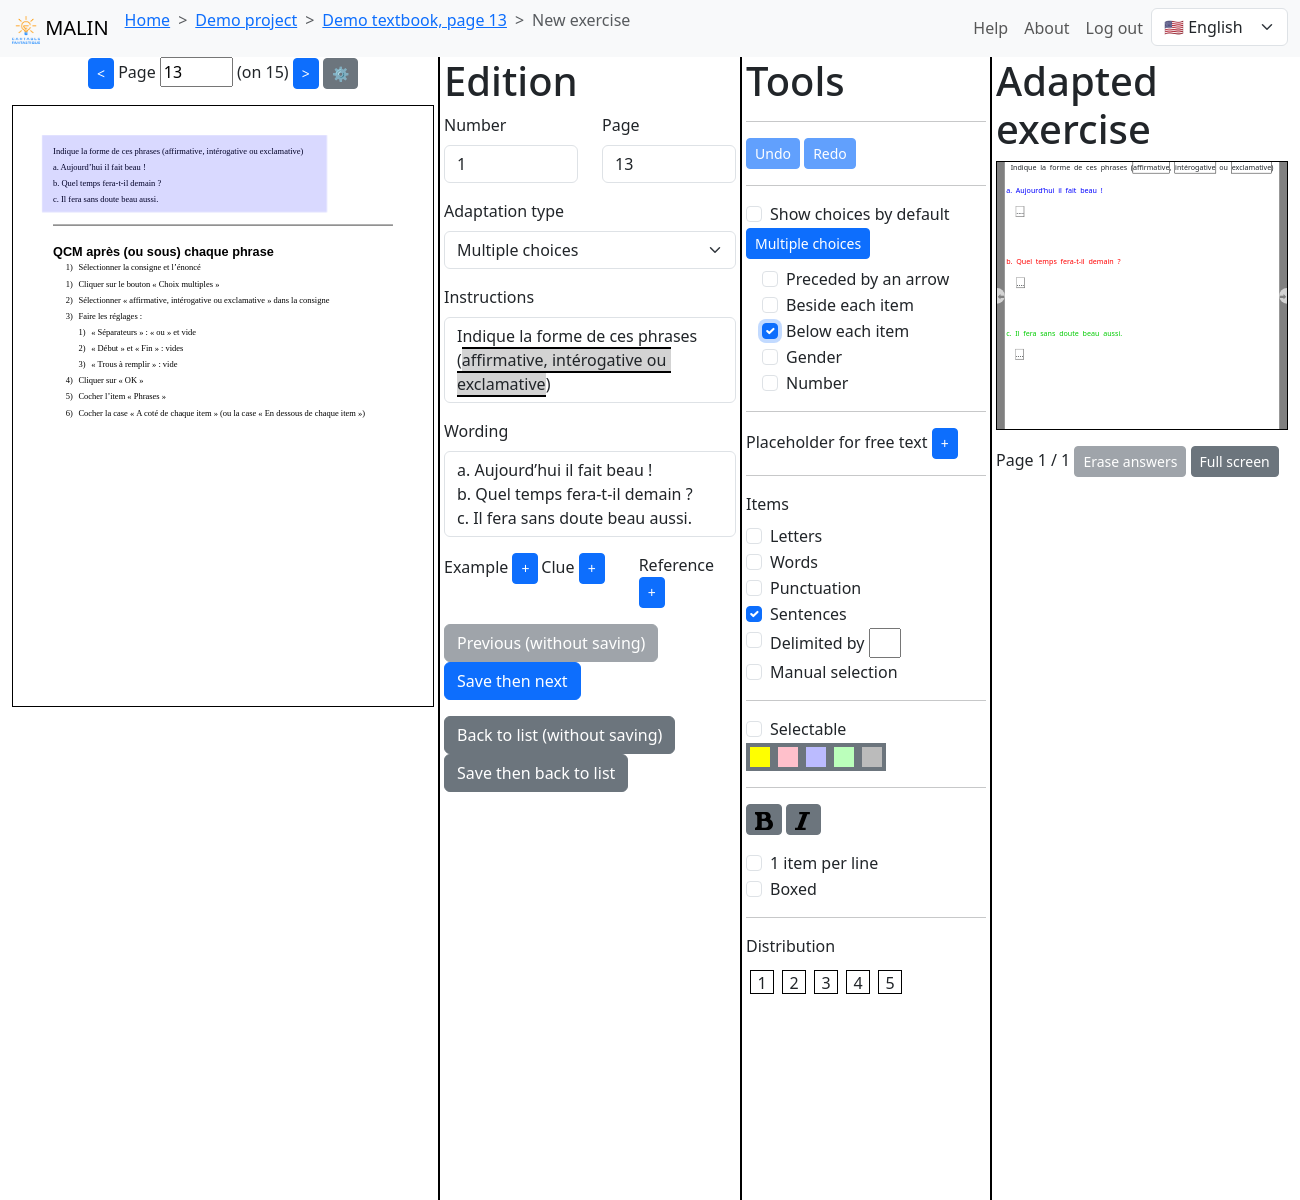 MALIN
Home > Demo project > Demo textbook, page 13 > New exercise
Help About Log out 🇺🇸 English
< Page 13 (on 15) > ⚙️
Indique la forme de ces phrases (affirmative, intérogative ou exclamative)
a. Aujourd’hui il fait beau !
b. Quel temps fera-t-il demain ?
c. Il fera sans doute beau aussi.
QCM après (ou sous) chaque phrase
1) Sélectionner la consigne et l’énoncé
1) Cliquer sur le bouton « Choix multiples »
2) Sélectionner « affirmative, intérogative ou exclamative » dans la consigne
3) Faire les réglages :
1) « Séparateurs » : « ou » et vide
2) « Début » et « Fin » : vides
3) « Trous à remplir » : vide
4) Cliquer sur « OK »
5) Cocher l’item « Phrases »
6) Cocher la case « A coté de chaque item » (ou la case « En dessous de chaque item »)
Edition
Number Page
1 13
Adaptation type
Multiple choices
Instructions
Indique la forme de ces phrases
(affirmative, intérogative ou
exclamative)
Wording
a. Aujourd’hui il fait beau !
b. Quel temps fera-t-il demain ?
c. Il fera sans doute beau aussi.
Example + Clue + Reference
+
Previous (without saving)
Save then next
Back to list (without saving)
Save then back to list
Tools
Undo Redo
Show choices by default
Multiple choices
Preceded by an arrow
Beside each item
Below each item
Gender
Number
Placeholder for free text +
Items
Letters
Words
Punctuation
Sentences
Delimited by
Manual selection
Selectable
B I
1 item per line
Boxed
Distribution
1 2 3 4 5
Adapted
exercise
Indique la forme de ces phrases (affirmative, intérogative ou exclamative)
a. Aujourd’hui il fait beau !
...
b. Quel temps fera-t-il demain ?
...
c. Il fera sans doute beau aussi.
...
Page 1 / 1 Erase answers Full screen